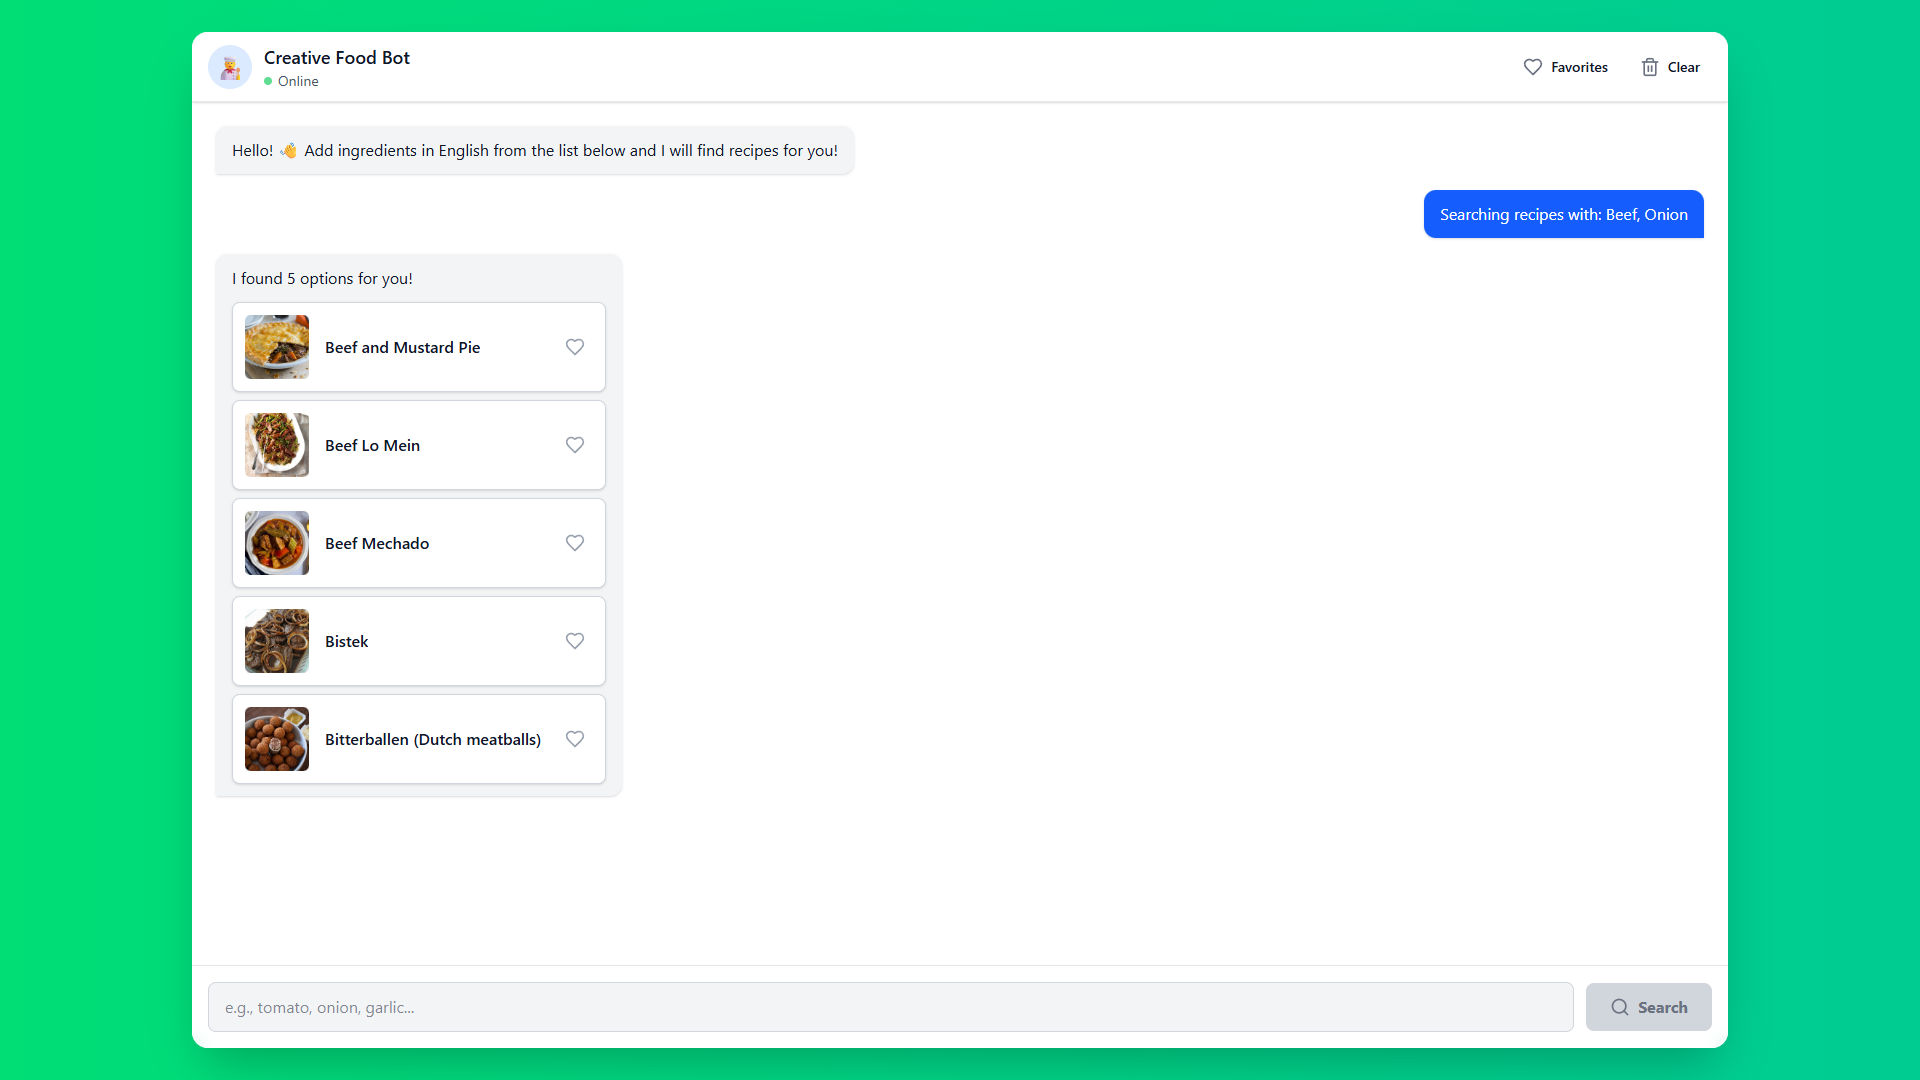 Creative Food Bot
Online
Favorites
Clear
Hello! 👋 Add ingredients in English from the list below and I will find recipes for you!
Searching recipes with: Beef, Onion
I found 5 options for you!
Beef and Mustard Pie
Beef Lo Mein
Beef Mechado
Bistek
Bitterballen (Dutch meatballs)
e.g., tomato, onion, garlic...
Search